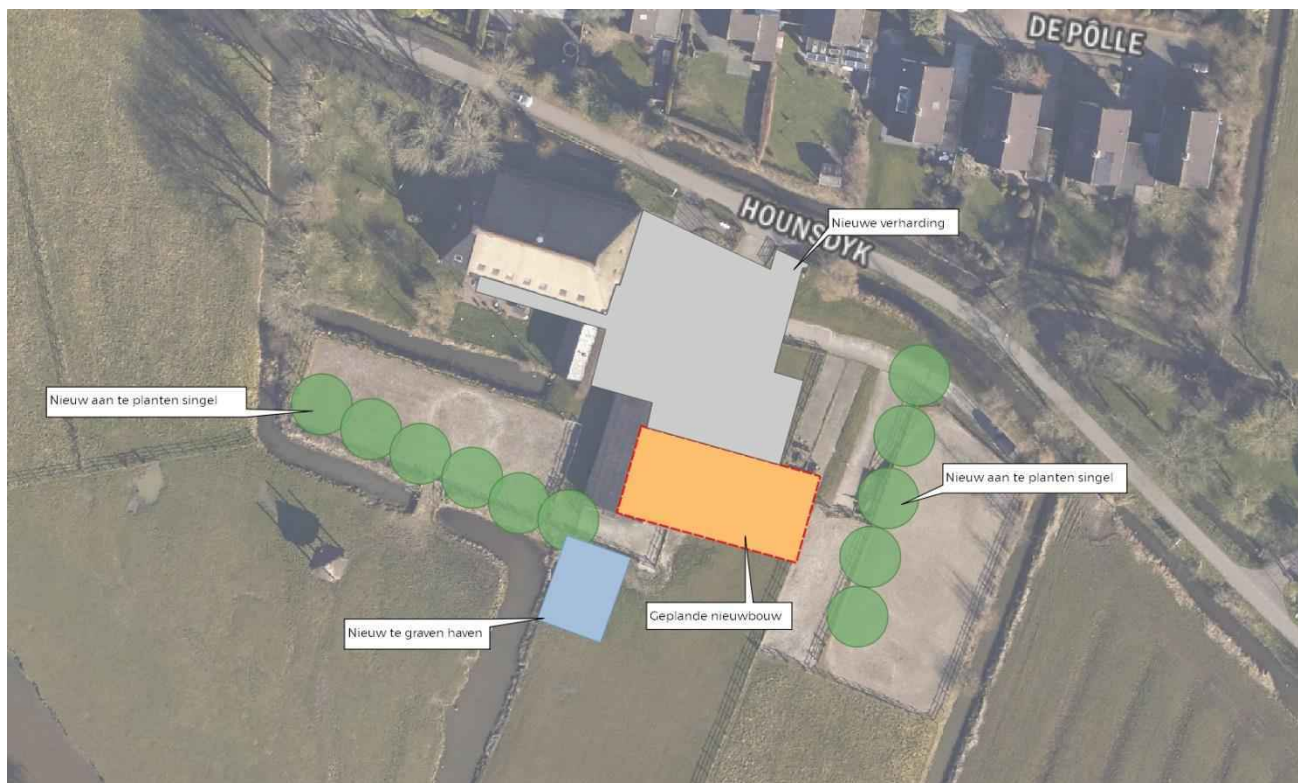 DE PÔLLE
HOUNSDYK
Nieuwe verharding
Nieuw aan te planten singel
Nieuw aan te planten singel
Geplande nieuwbouw
Nieuw te graven haven